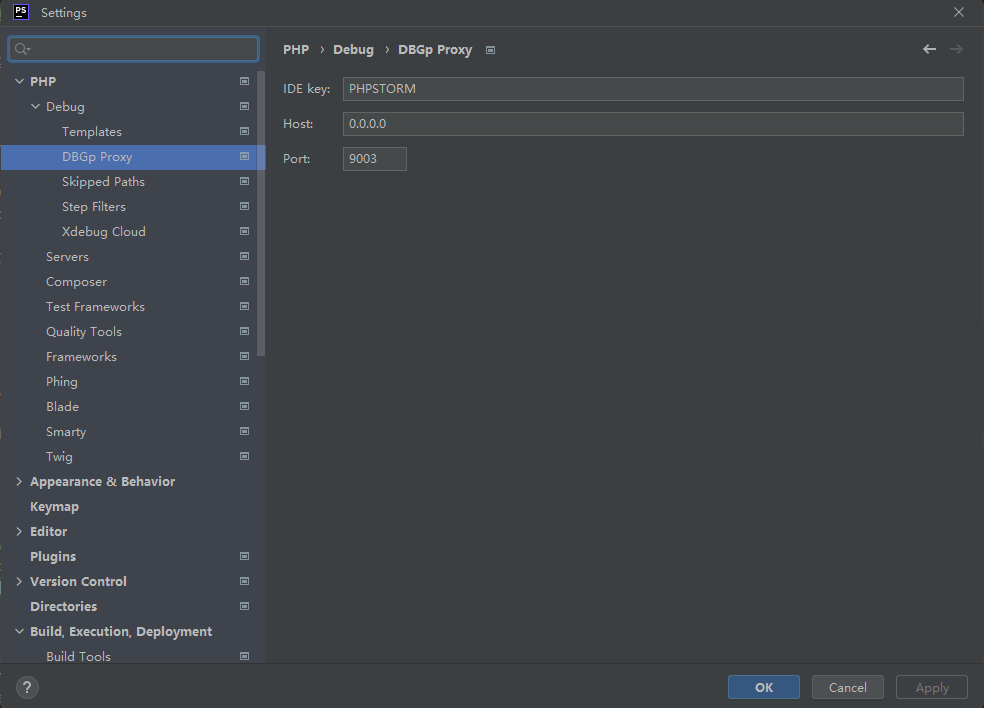 PS Settings
PHP › Debug › DBGp Proxy
PHP
Debug
Templates
DBGp Proxy
Skipped Paths
Step Filters
Xdebug Cloud
Servers
Composer
Test Frameworks
Quality Tools
Frameworks
Phing
Blade
Smarty
Twig
Appearance & Behavior
Keymap
Editor
Plugins
Version Control
Directories
Build, Execution, Deployment
Build Tools
IDE key: PHPSTORM
Host: 0.0.0.0
Port: 9003
? OK Cancel Apply